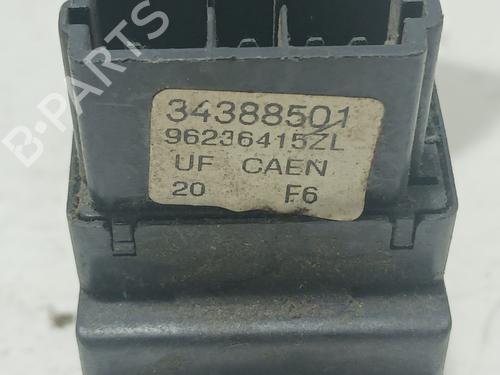 34388501
96236415ZL
UF CAEN
20 F6
B-PARTS